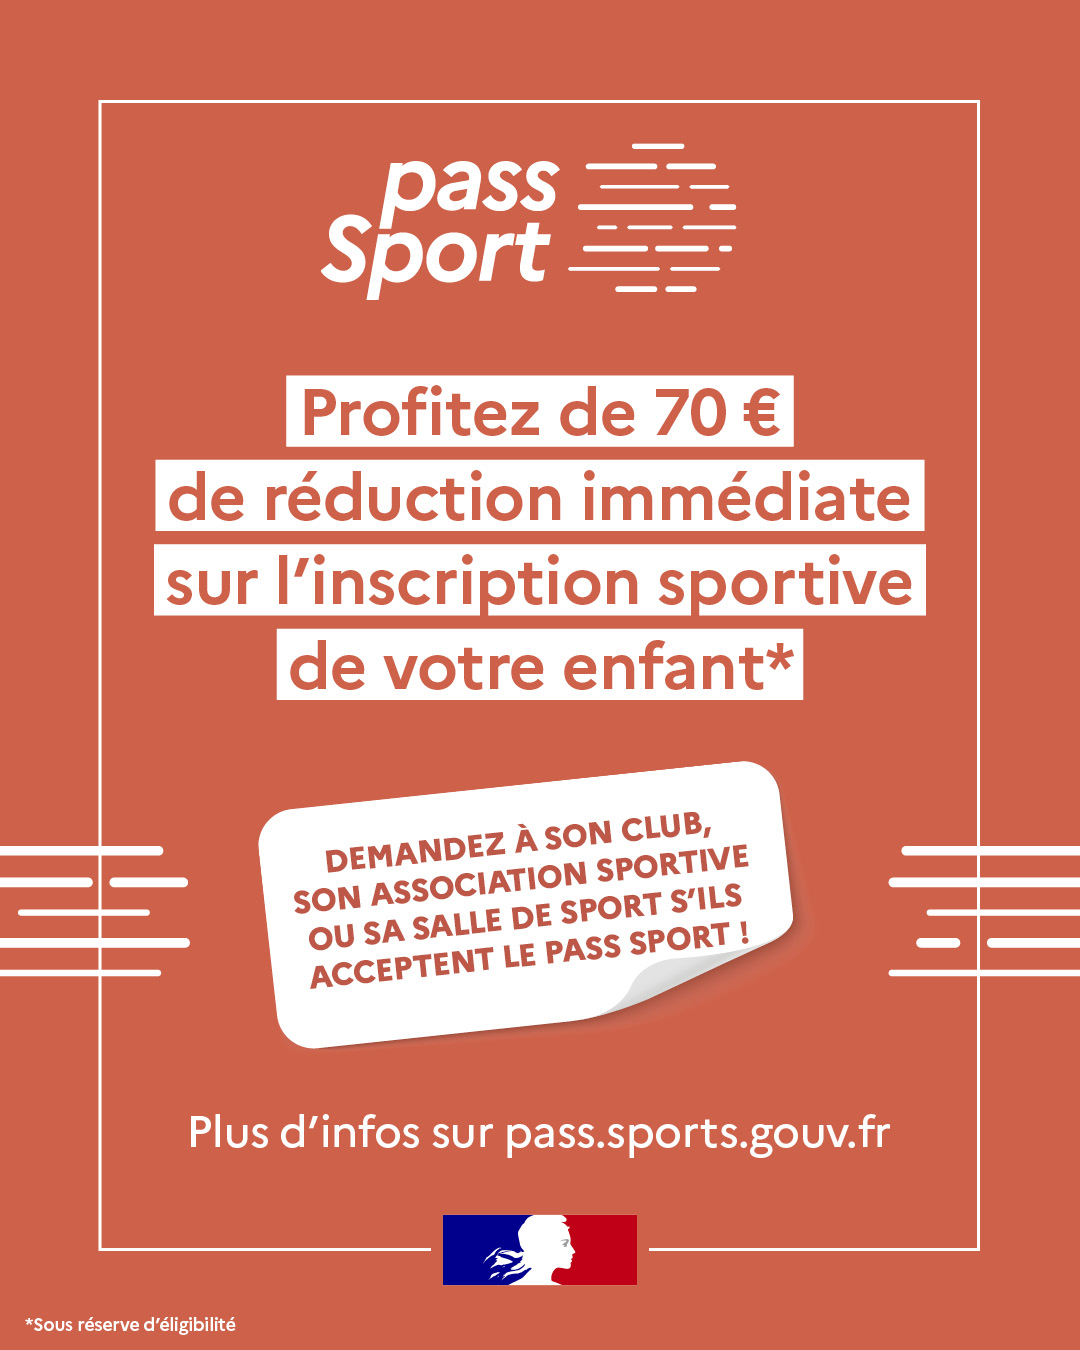 pass
Sport
Profitez de 70 €
de réduction immédiate
sur l’inscription sportive
de votre enfant*
DEMANDEZ À SON CLUB,
SON ASSOCIATION SPORTIVE
OU SA SALLE DE SPORT S’ILS
ACCEPTENT LE PASS SPORT !
Plus d’infos sur pass.sports.gouv.fr
*Sous réserve d’éligibilité